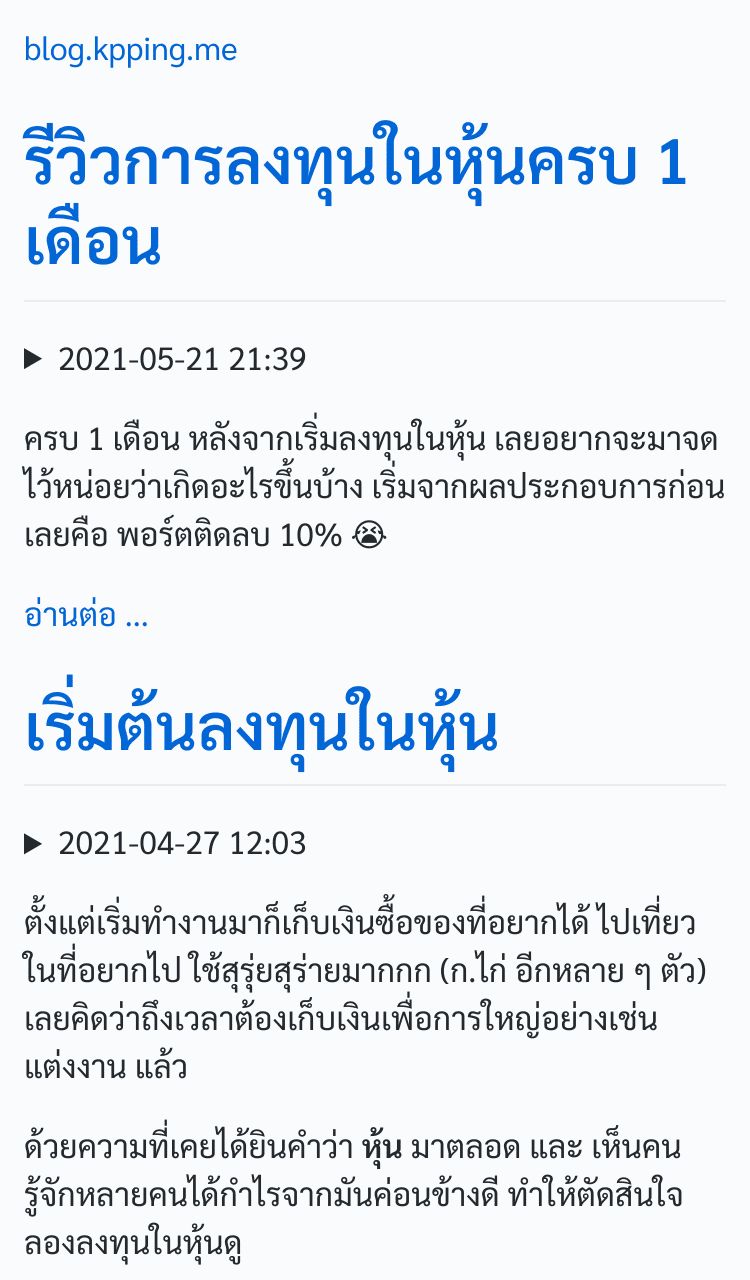 blog.kpping.me
รีวิวการลงทุนในหุ้นครบ 1
เดือน
▶ 2021-05-21 21:39
ครบ 1 เดือน หลังจากเริ่มลงทุนในหุ้น เลยอยากจะมาจด
ไว้หน่อยว่าเกิดอะไรขึ้นบ้าง เริ่มจากผลประกอบการก่อน
เลยคือ พอร์ตติดลบ 10% 😭
อ่านต่อ ...
เริ่มต้นลงทุนในหุ้น
▶ 2021-04-27 12:03
ตั้งแต่เริ่มทำงานมาก็เก็บเงินซื้อของที่อยากได้ ไปเที่ยว
ในที่อยากไป ใช้สุรุ่ยสุร่ายมากกก (ก.ไก่ อีกหลาย ๆ ตัว)
เลยคิดว่าถึงเวลาต้องเก็บเงินเพื่อการใหญ่อย่างเช่น
แต่งงาน แล้ว
ด้วยความที่เคยได้ยินคำว่า หุ้น มาตลอด และ เห็นคน
รู้จักหลายคนได้กำไรจากมันค่อนข้างดี ทำให้ตัดสินใจ
ลองลงทุนในหุ้นดู